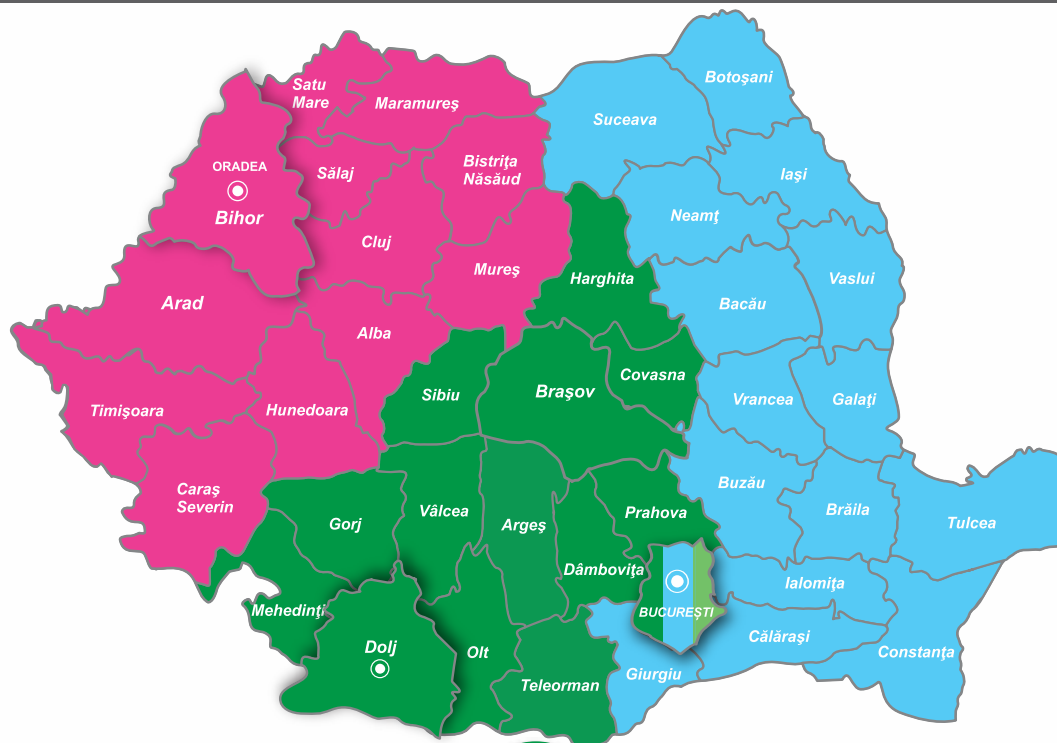 Botoşani
Satu
Mare
Maramureş
Suceava
ORADEA
Bihor
Sălaj
Bistriţa
Năsăud
Iaşi
Neamţ
Cluj
Mureş
Harghita
Vaslui
Arad
Bacău
Alba
Covasna
Sibiu
Braşov
Vrancea
Galaţi
Timişoara
Hunedoara
Buzău
Caraş
Severin
Gorj
Vâlcea
Argeş
Prahova
Brăila
Tulcea
Dâmboviţa
Ialomiţa
Mehedinţi
BUCUREŞTI
Călăraşi
Dolj
Olt
Constanţa
Teleorman
Giurgiu